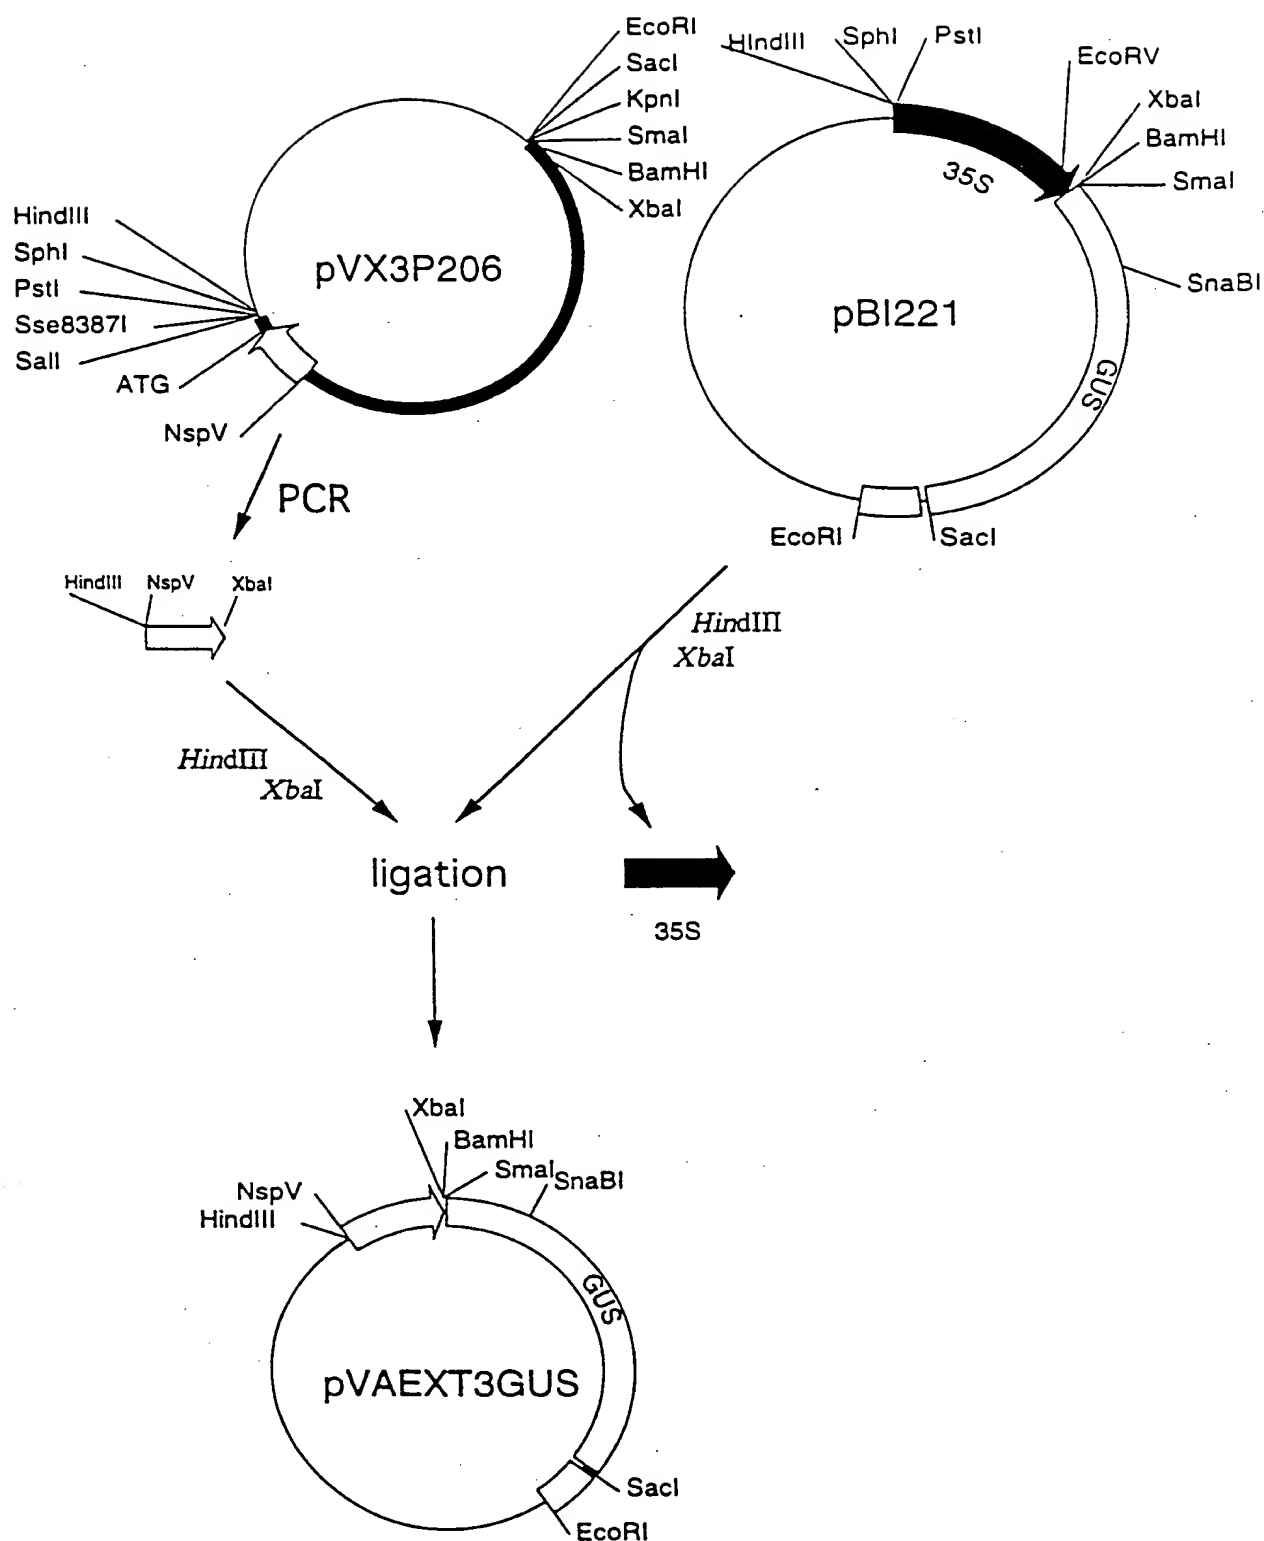 EcoRI
SacI
KpnI
SmaI
BamHI
XbaI
HindIII
SphI
PstI
Sse8387I
SalI
ATG
NspV
pVX3P206
HindIII
SphI
PstI
EcoRV
XbaI
BamHI
SmaI
SnaBI
35S
pBI221
GUS
EcoRI
SacI
PCR
HindIII
NspV
XbaI
HindIII
XbaI
HindIII
XbaI
ligation
35S
XbaI
BamHI
SmaI
SnaBI
NspV
HindIII
GUS
pVAEXT3GUS
SacI
EcoRI